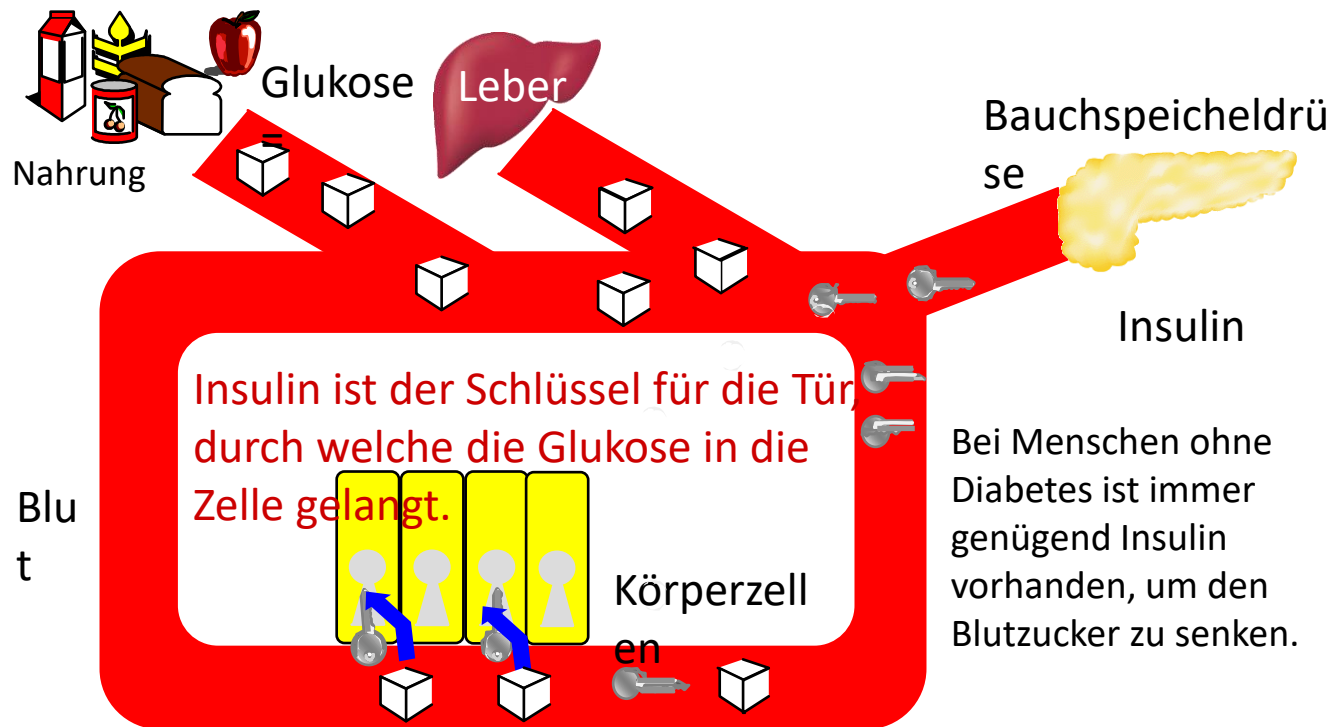 Glukose
=
Leber
Nahrung
Bauchspeicheldrü
se
Insulin
Insulin ist der Schlüssel für die Tür,
durch welche die Glukose in die
Zelle gelangt.
Blu
t
Körperzell
en
Bei Menschen ohne
Diabetes ist immer
genügend Insulin
vorhanden, um den
Blutzucker zu senken.